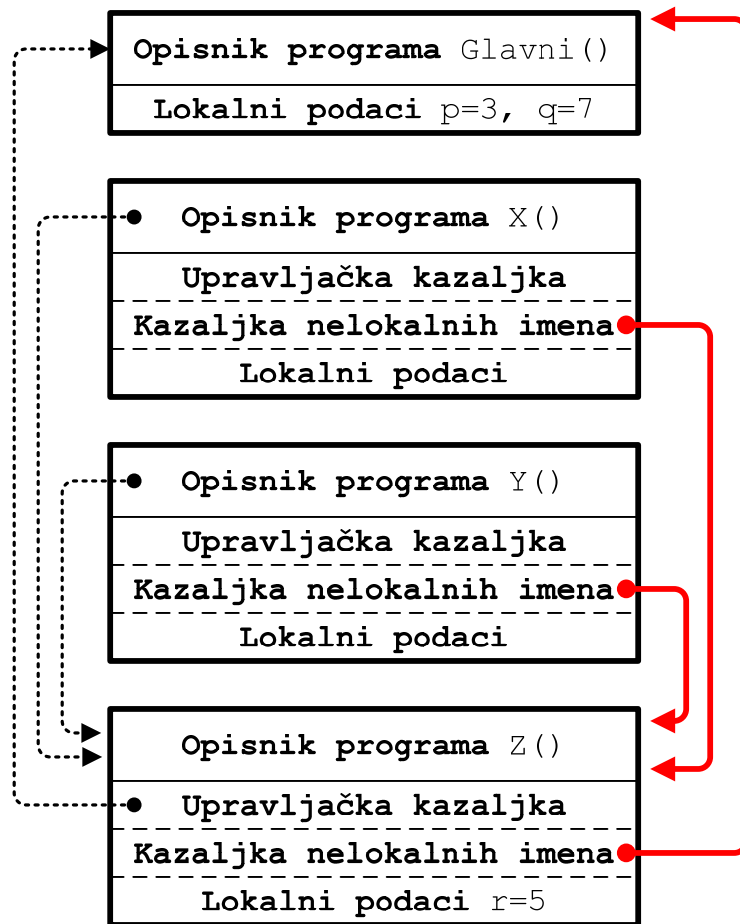 Opisnik programa Glavni()
Lokalni podaci p=3, q=7
Opisnik programa X()
Upravljačka kazaljka
Kazaljka nelokalnih imena
Lokalni podaci
Opisnik programa Y()
Upravljačka kazaljka
Kazaljka nelokalnih imena
Lokalni podaci
Opisnik programa Z()
Upravljačka kazaljka
Kazaljka nelokalnih imena
Lokalni podaci r=5